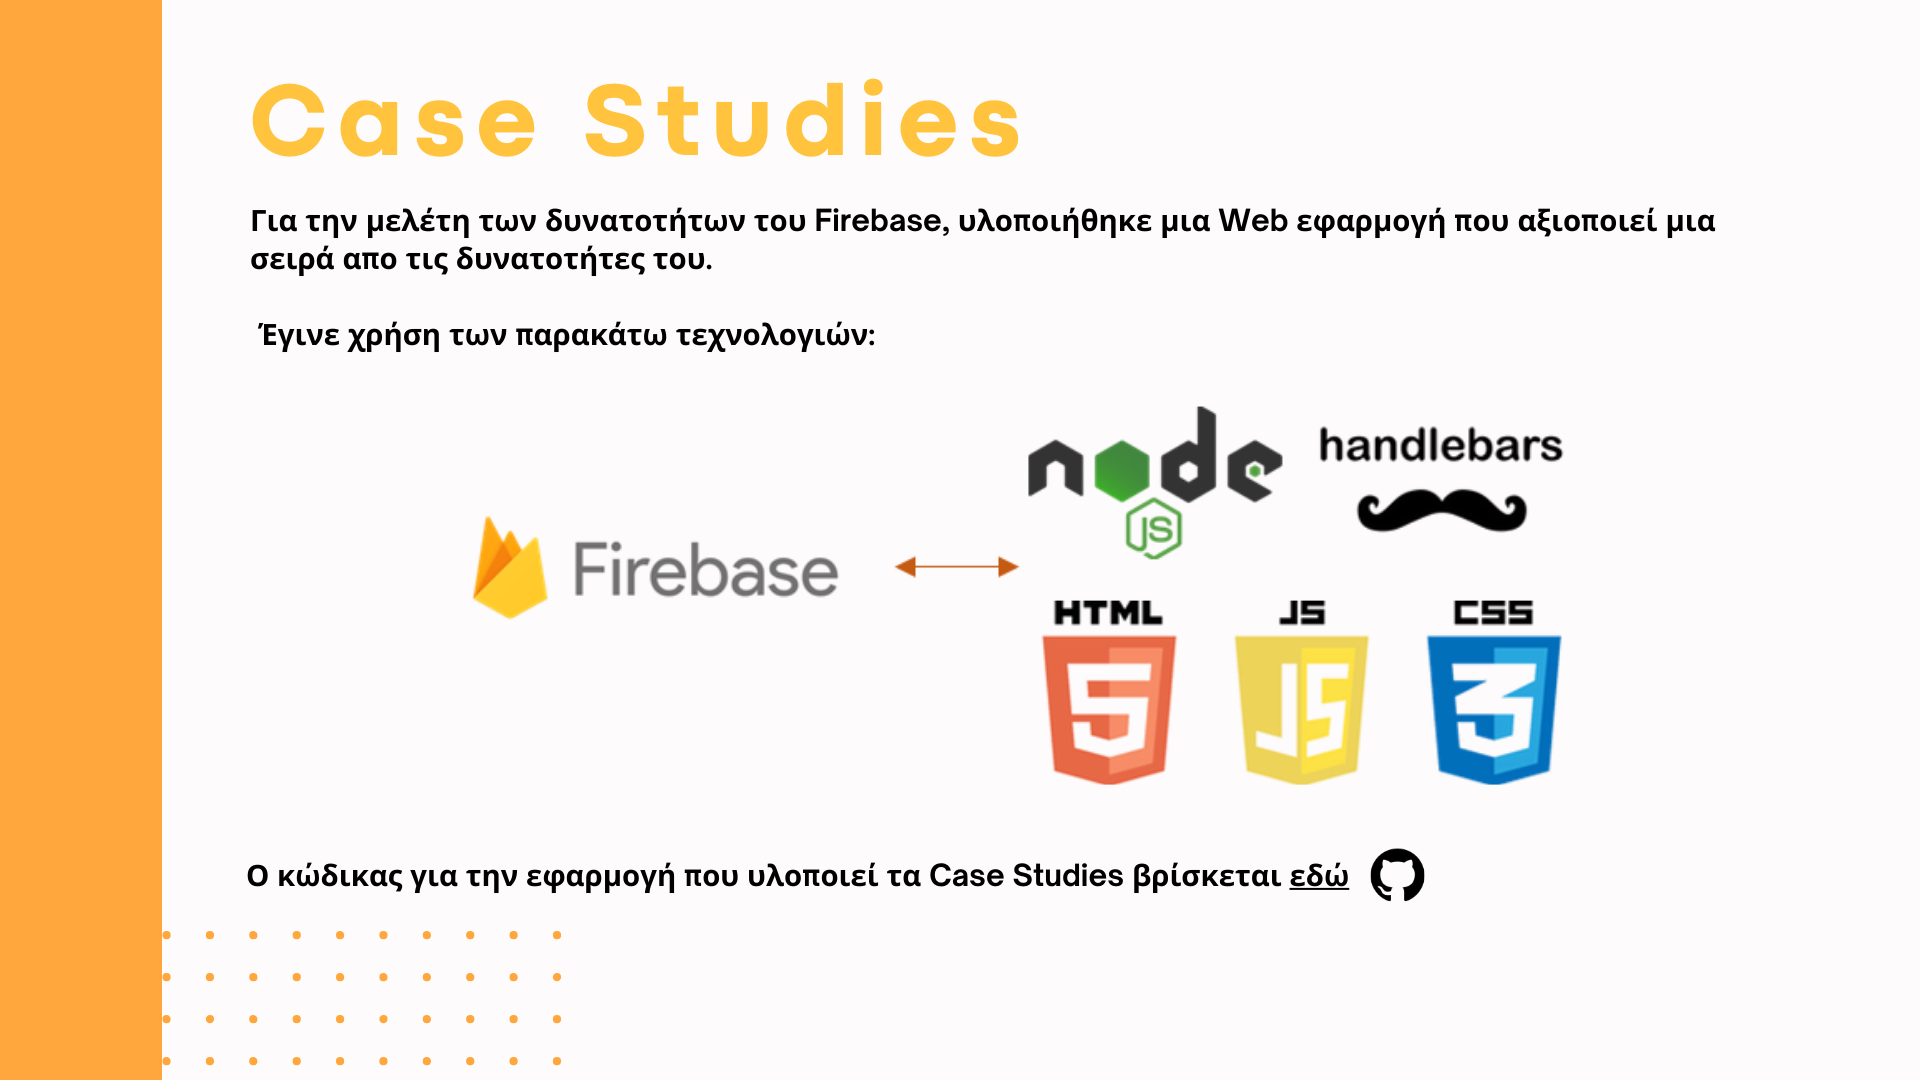 Case Studies
Για την μελέτη των δυνατοτήτων του Firebase, υλοποιήθηκε μια Web εφαρμογή που αξιοποιεί μια
σειρά απο τις δυνατοτήτες του.
Έγινε χρήση των παρακάτω τεχνολογιών:
node
JS
handlebars
Firebase
HTML JS CSS
5 JS 3
Ο κώδικας για την εφαρμογή που υλοποιεί τα Case Studies βρίσκεται εδώ